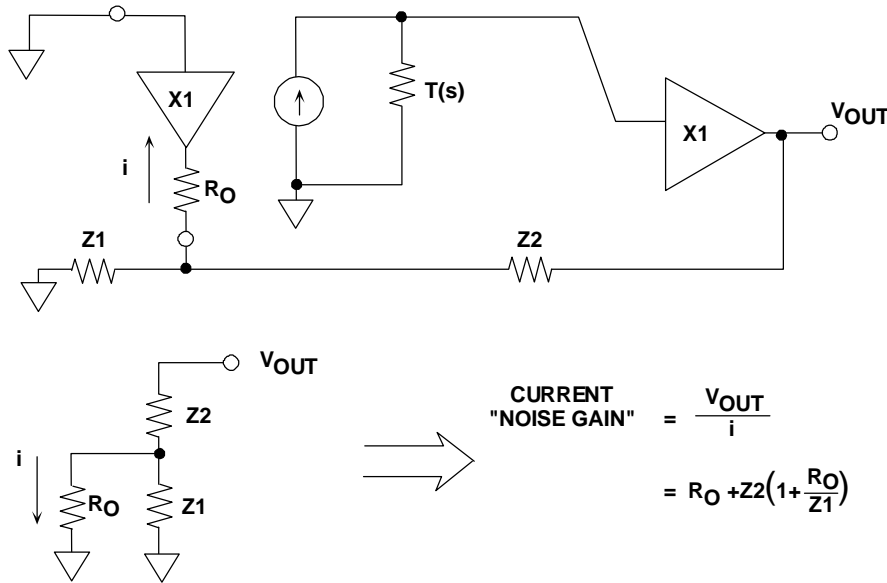 X1
i
RO
Z1
T(s)
X1
VOUT
Z2
VOUT
Z2
i
RO
Z1
CURRENT
"NOISE GAIN" = VOUT / i
= RO +Z2(1+ RO / Z1)